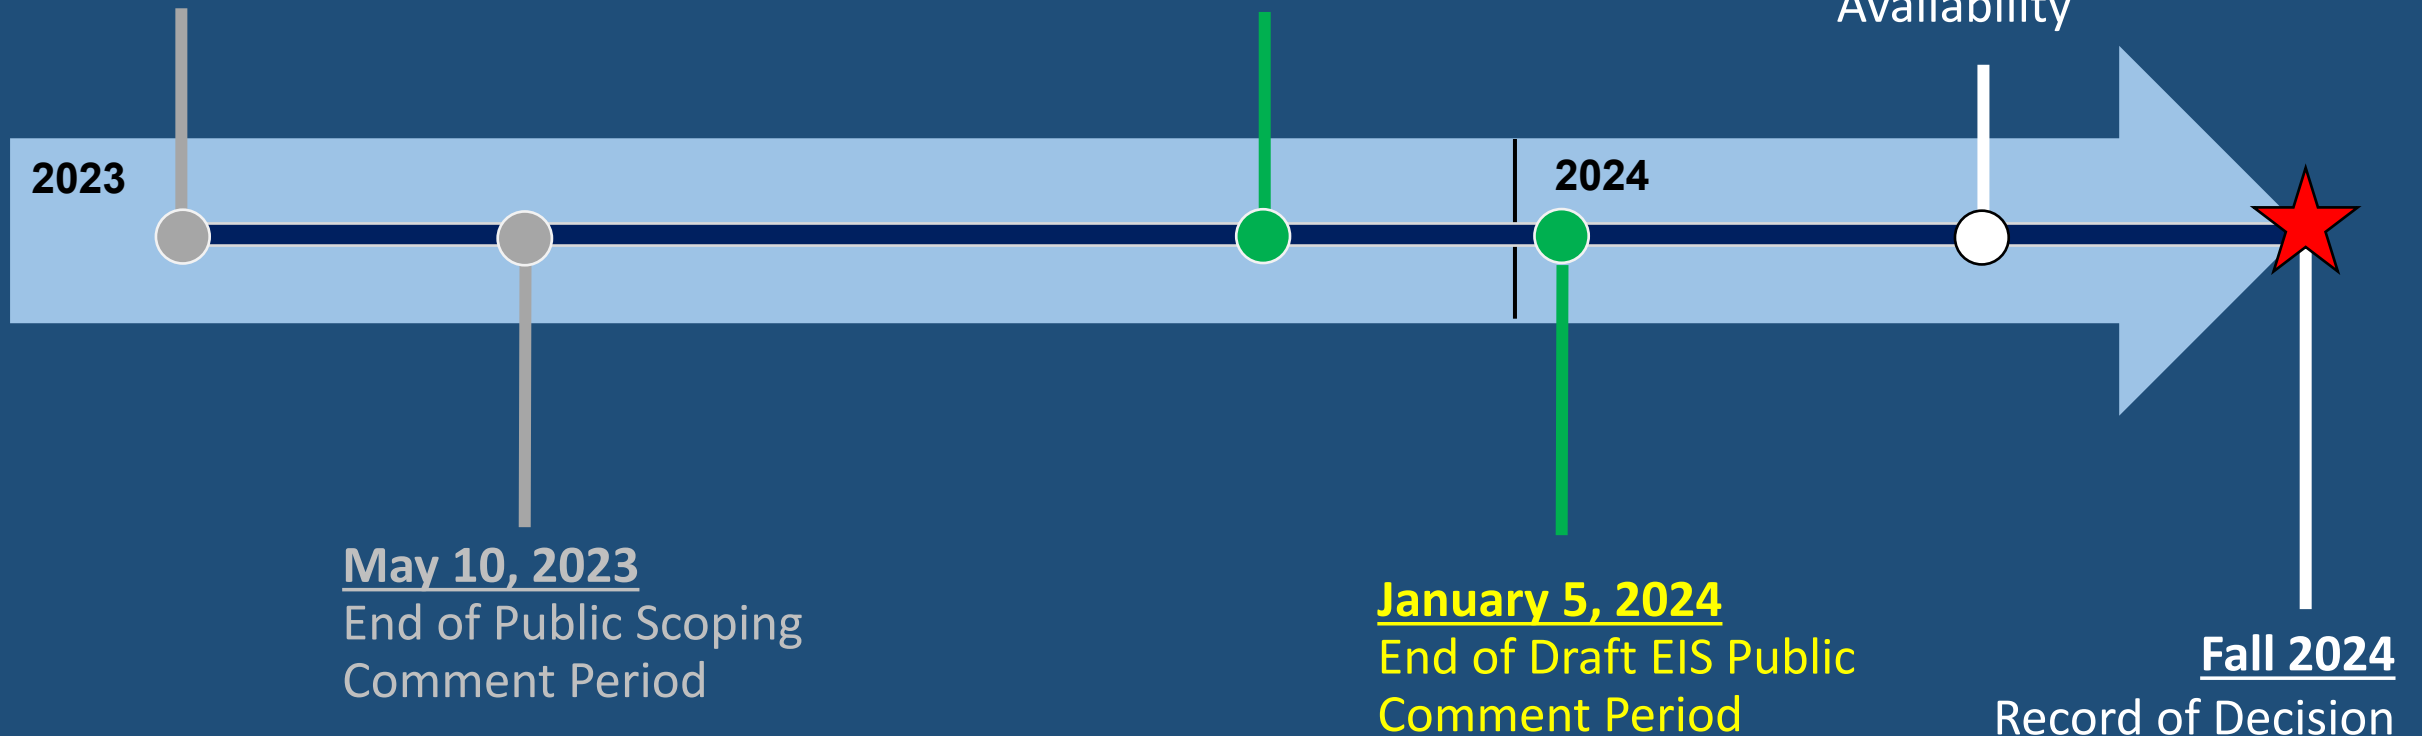 Availability
2023
2024
May 10, 2023
End of Public Scoping
Comment Period
January 5, 2024
End of Draft EIS Public
Comment Period
Fall 2024
Record of Decision